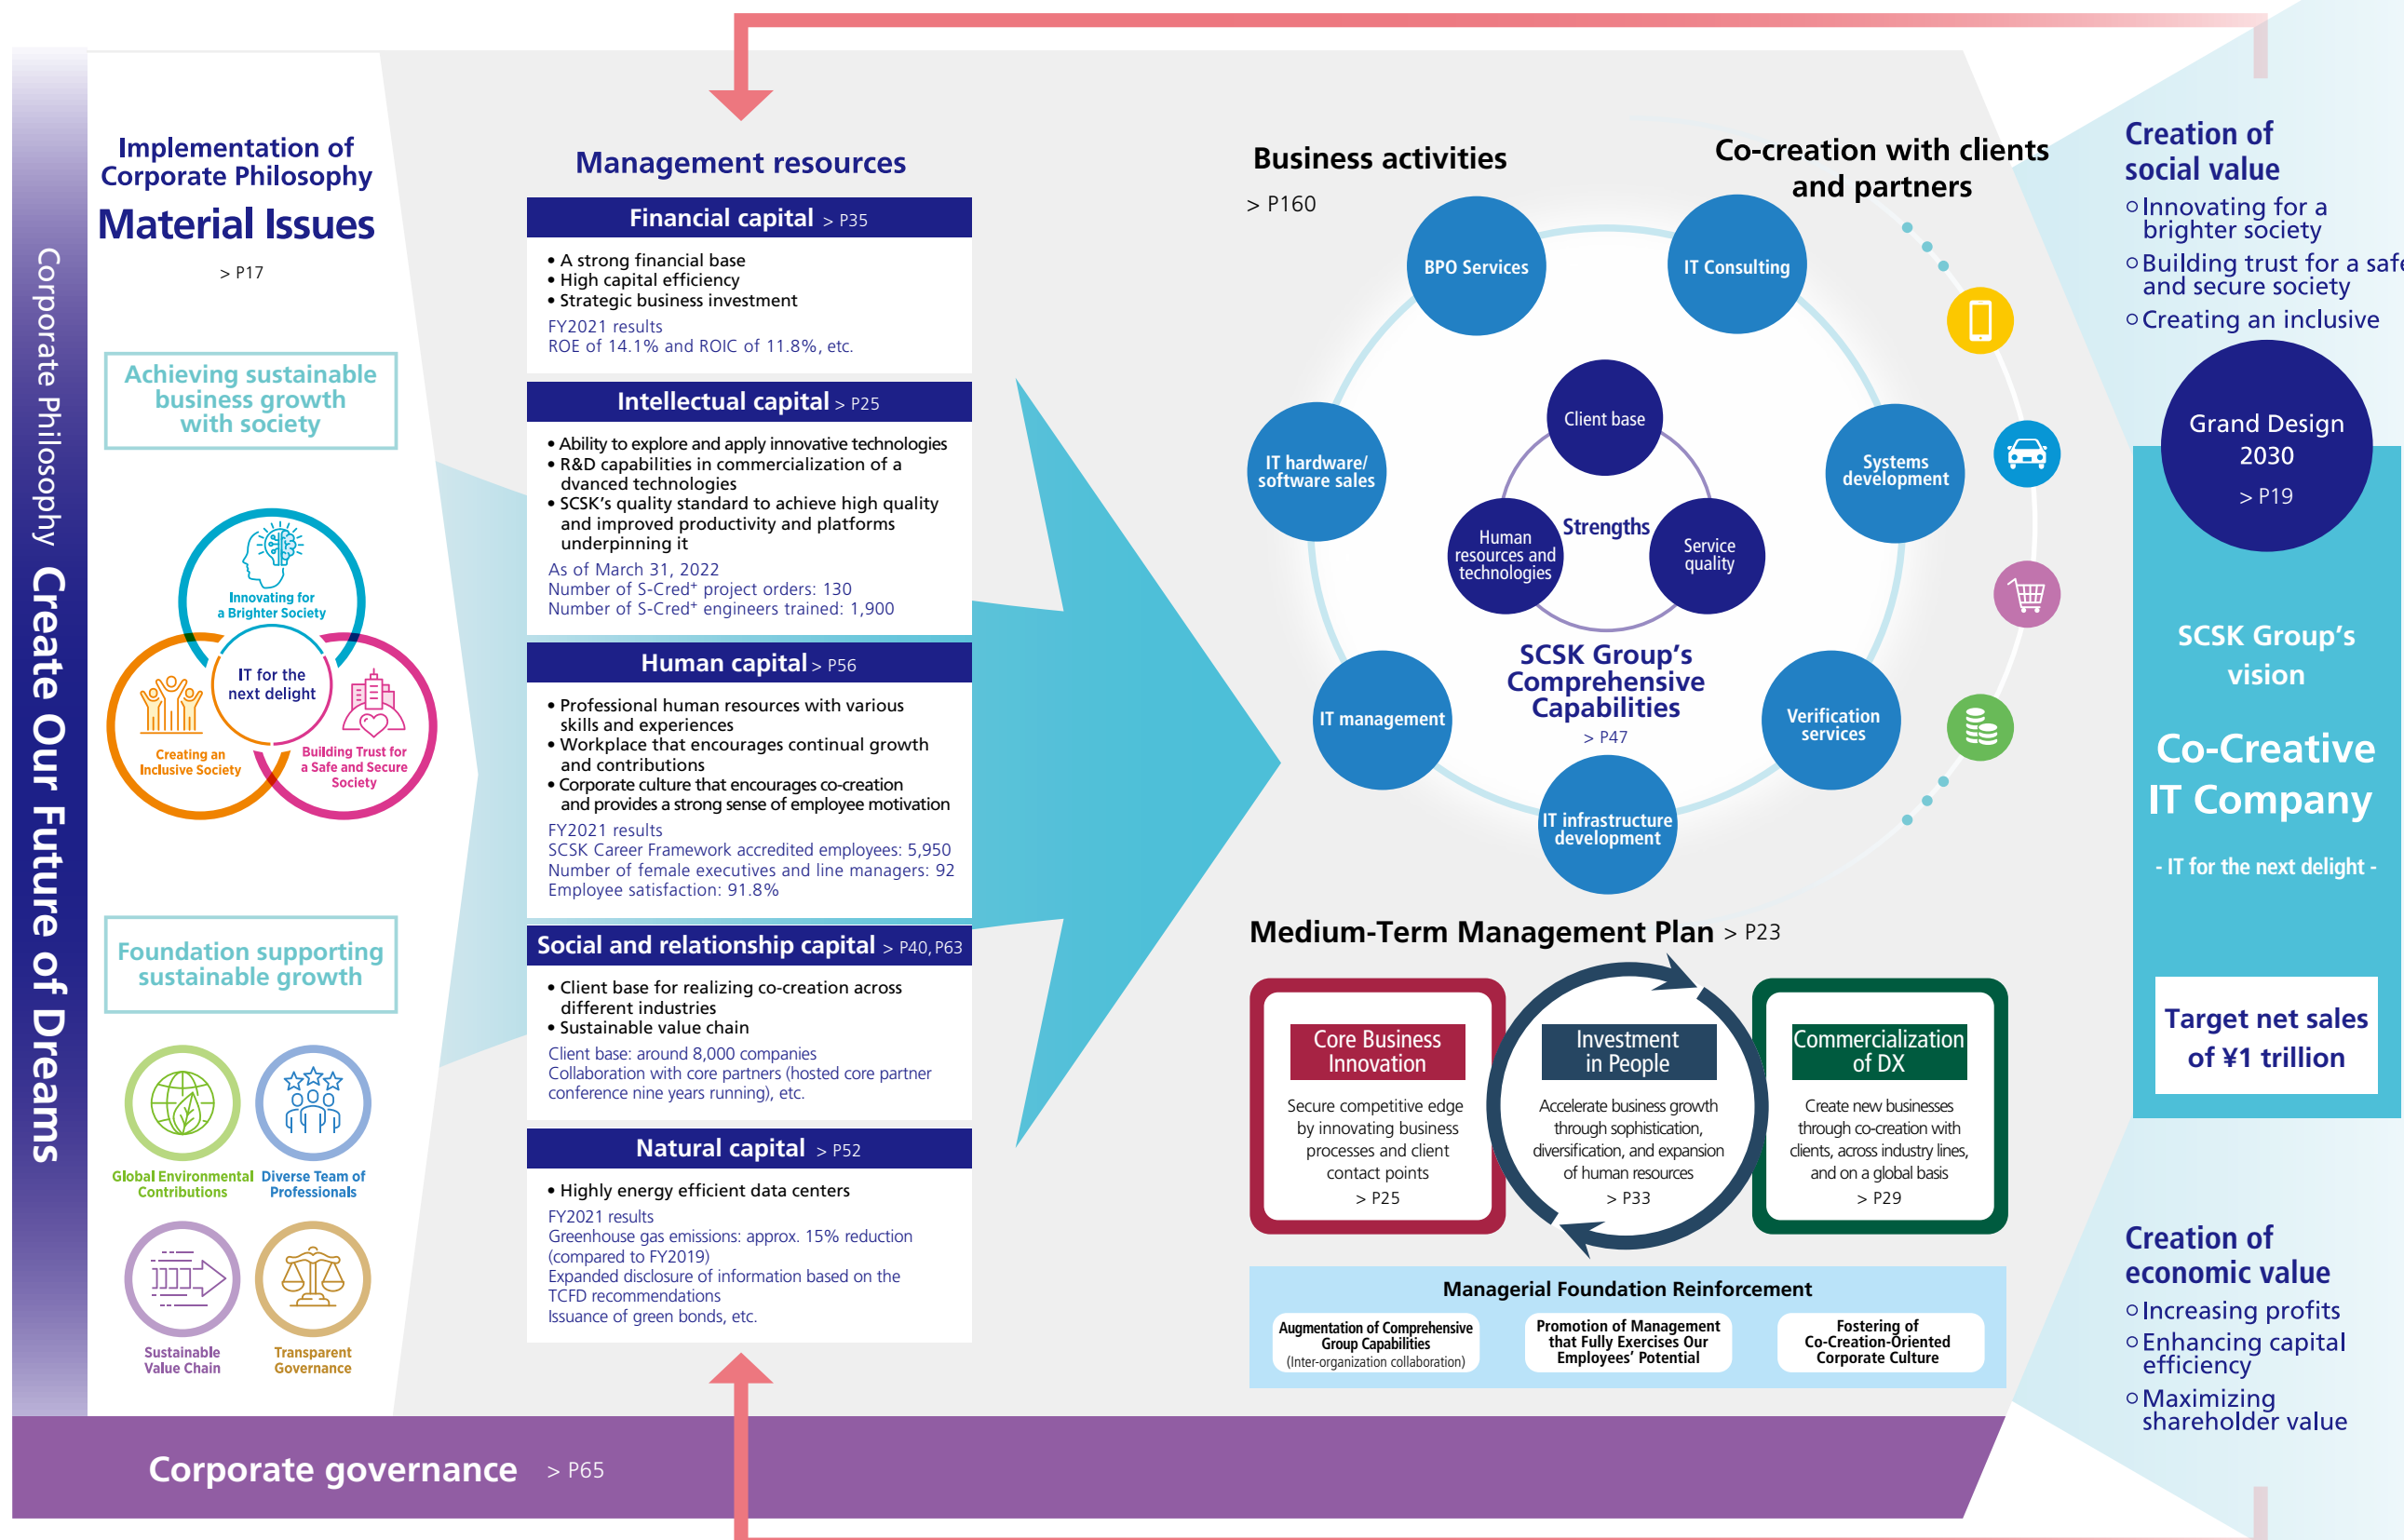 Corporate Philosophy Create Our Future of Dreams
Implementation of
Corporate Philosophy
Material Issues
> P17
Achieving sustainable
business growth
with society
Innovating for
a Brighter Society
IT for the
next delight
Creating an
Inclusive Society
Building Trust for
a Safe and Secure
Society
Foundation supporting
sustainable growth
Global Environmental
Contributions
Diverse Team of
Professionals
Sustainable
Value Chain
Transparent
Governance
Management resources
Financial capital > P35
• A strong financial base
• High capital efficiency
• Strategic business investment
FY2021 results
ROE of 14.1% and ROIC of 11.8%, etc.
Intellectual capital > P25
• Ability to explore and apply innovative technologies
• R&D capabilities in commercialization of a
dvanced technologies
• SCSK's quality standard to achieve high quality
and improved productivity and platforms
underpinning it
As of March 31, 2022
Number of S-Cred+ project orders: 130
Number of S-Cred+ engineers trained: 1,900
Human capital > P56
• Professional human resources with various
skills and experiences
• Workplace that encourages continual growth
and contributions
• Corporate culture that encourages co-creation
and provides a strong sense of employee motivation
FY2021 results
SCSK Career Framework accredited employees: 5,950
Number of female executives and line managers: 92
Employee satisfaction: 91.8%
Social and relationship capital > P40, P63
• Client base for realizing co-creation across
different industries
• Sustainable value chain
Client base: around 8,000 companies
Collaboration with core partners (hosted core partner
conference nine years running), etc.
Natural capital > P52
• Highly energy efficient data centers
FY2021 results
Greenhouse gas emissions: approx. 15% reduction
(compared to FY2019)
Expanded disclosure of information based on the
TCFD recommendations
Issuance of green bonds, etc.
Business activities
> P160
Co-creation with clients
and partners
BPO Services
IT Consulting
IT hardware/
software sales
Systems
development
IT management
Verification
services
IT infrastructure
development
Client base
Strengths
Human
resources and
technologies
Service
quality
SCSK Group's
Comprehensive
Capabilities
> P47
Medium-Term Management Plan > P23
Core Business
Innovation
Secure competitive edge
by innovating business
processes and client
contact points
> P25
Investment
in People
Accelerate business growth
through sophistication,
diversification, and expansion
of human resources
> P33
Commercialization
of DX
Create new businesses
through co-creation with
clients, across industry lines,
and on a global basis
> P29
Managerial Foundation Reinforcement
Augmentation of Comprehensive
Group Capabilities
(Inter-organization collaboration)
Promotion of Management
that Fully Exercises Our
Employees' Potential
Fostering of
Co-Creation-Oriented
Corporate Culture
Creation of
social value
Innovating for a
brighter society
Building trust for a safe
and secure society
Creating an inclusive
Grand Design
2030
> P19
SCSK Group's
vision
Co-Creative
IT Company
- IT for the next delight -
Target net sales
of ¥1 trillion
Creation of
economic value
Increasing profits
Enhancing capital
efficiency
Maximizing
shareholder value
Corporate governance > P65